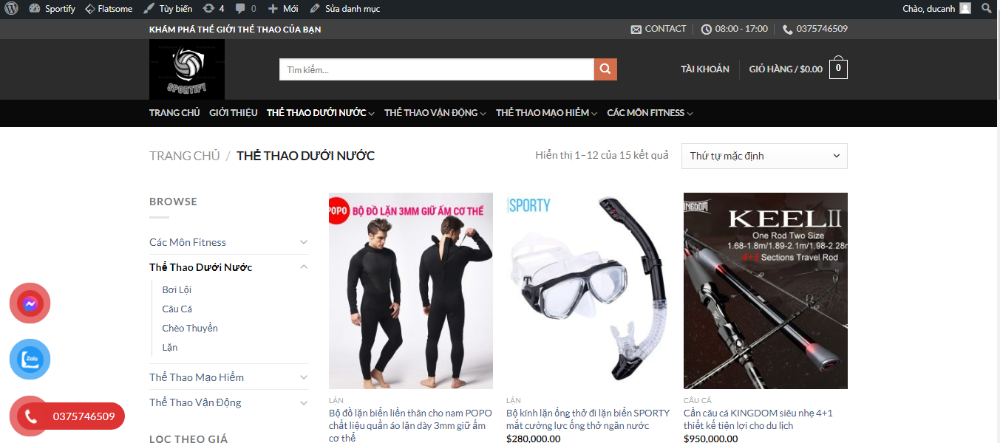 Sportify Flatsome Tùy biến 4 0 Mới Sửa danh mục Chào, ducanh
KHÁM PHÁ THẾ GIỚI THỂ THAO CỦA BẠN CONTACT 08:00 - 17:00 0375746509
SPORTIFY
Tìm kiếm...
TÀI KHOẢN GIỎ HÀNG / $0.00 0
TRANG CHỦ GIỚI THIỆU THỂ THAO DƯỚI NƯỚC THỂ THAO VẬN ĐỘNG THỂ THAO MẠO HIỂM CÁC MÔN FITNESS
TRANG CHỦ / THỂ THAO DƯỚI NƯỚC
Hiển thị 1–12 của 15 kết quả
Thứ tự mặc định
BROWSE
Các Môn Fitness
Thể Thao Dưới Nước
Bơi Lội
Câu Cá
Chèo Thuyền
Lặn
Thể Thao Mạo Hiểm
Thể Thao Vận Động
LỌC THEO GIÁ
Zalo
0375746509
POPO BỘ ĐỒ LẶN 3MM GIỮ ẤM CƠ THỂ
LẶN
Bộ đồ lặn biển liền thân cho nam POPO
chất liệu quần áo lặn dày 3mm giữ ấm
cơ thể
SPORTY
LẶN
Bộ kính lặn ống thở đi lặn biển SPORTY
mắt cường lực ống thở ngăn nước
$280,000.00
INGDOM
KEEL II
One Rod Two Size
1.68-1.8m/1.89-2.1m/1.98-2.28m
4+1 Sections Travel Rod
CÂU CÁ
Cần câu cá KINGDOM siêu nhẹ 4+1
thiết kế tiện lợi cho du lịch
$950,000.00